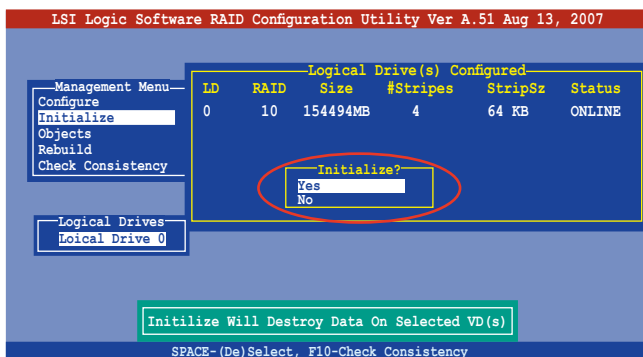 LSI Logic Software RAID Configuration Utility Ver A.51 Aug 13, 2007
Logical Drive(s) Configured
LD RAID Size #Stripes StripSz Status
0 10 154494MB 4 64 KB ONLINE
Management Menu
Configure
Initialize
Objects
Rebuild
Check Consistency
Initialize?
Yes
No
Logical Drives
Loical Drive 0
Initilize Will Destroy Data On Selected VD(s)
SPACE-(De)Select, F10-Check Consistency